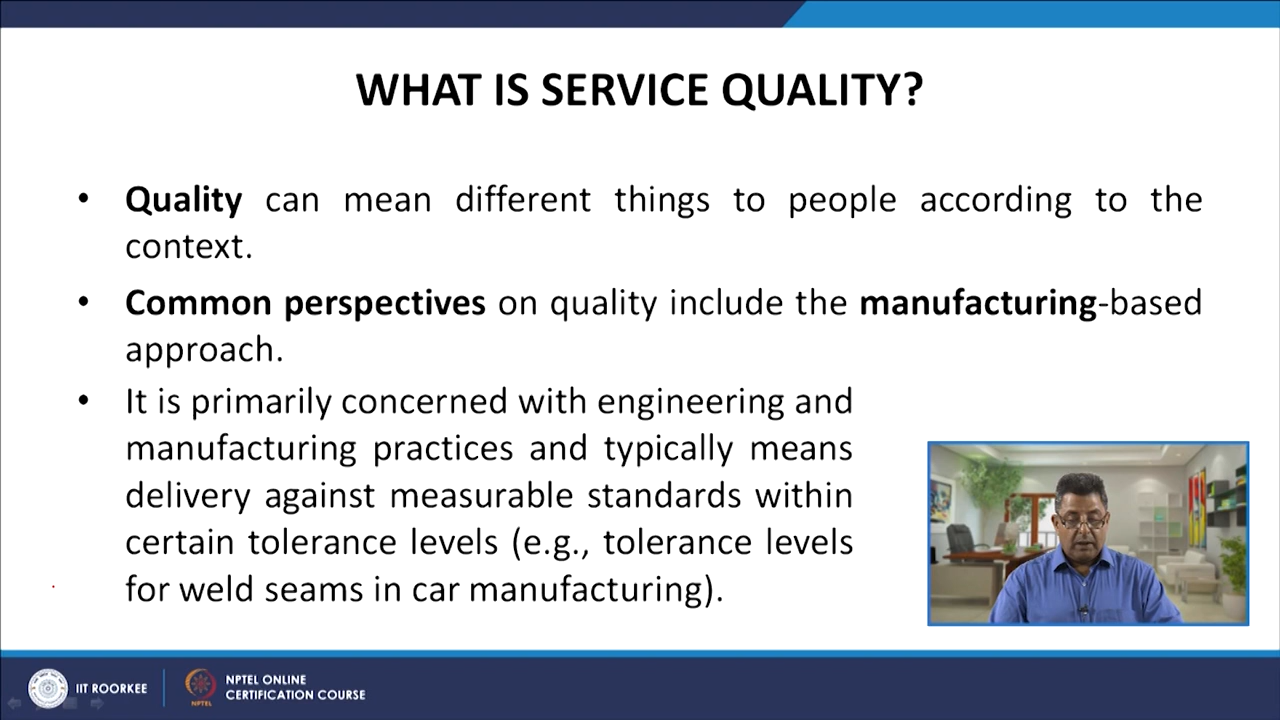 WHAT IS SERVICE QUALITY?
• Quality can mean different things to people according to the
context.
• Common perspectives on quality include the manufacturing-based
approach.
• It is primarily concerned with engineering and
manufacturing practices and typically means
delivery against measurable standards within
certain tolerance levels (e.g., tolerance levels
for weld seams in car manufacturing).
IIT ROORKEE
NPTEL
NPTEL ONLINE
CERTIFICATION COURSE